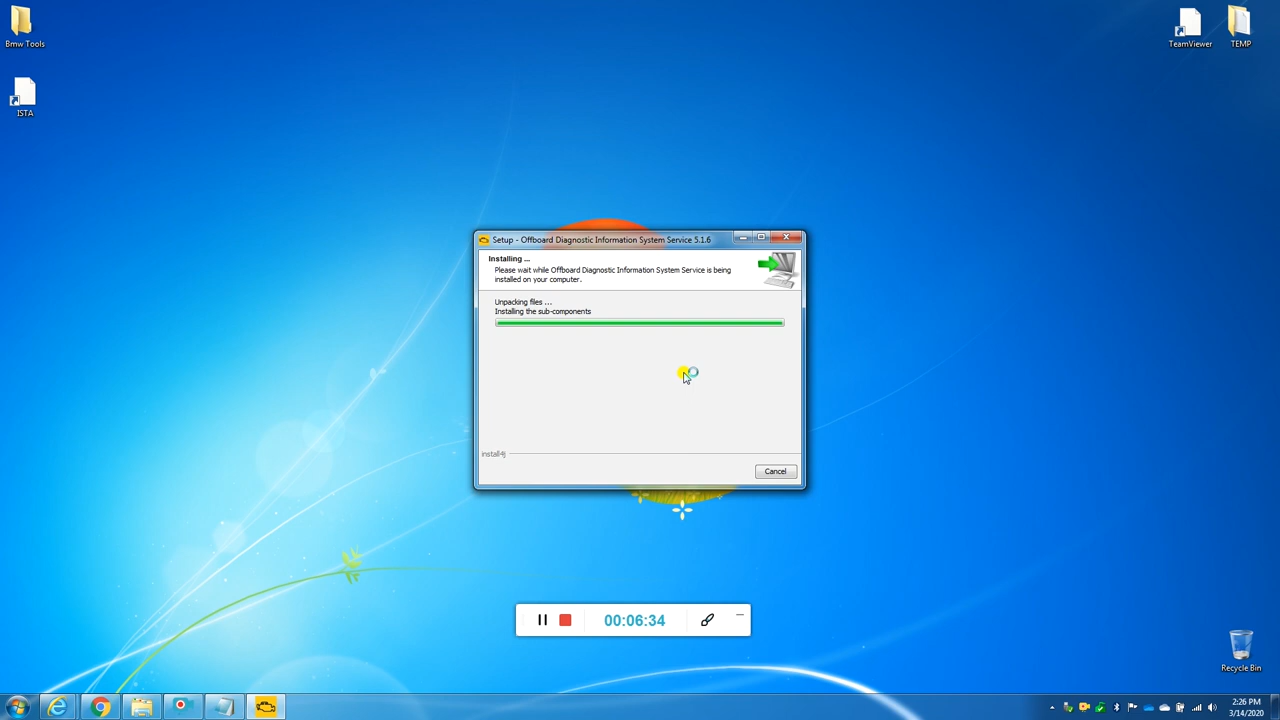 Bmw Tools
ISTA
TeamViewer
TEMP
Setup - Offboard Diagnostic Information System Service 5.1.6
Installing ...
Please wait while Offboard Diagnostic Information System Service is being
installed on your computer.
Unpacking files ...
Installing the sub-components
install4j
Cancel
00:06:34
Recycle Bin
2:26 PM
3/14/2020